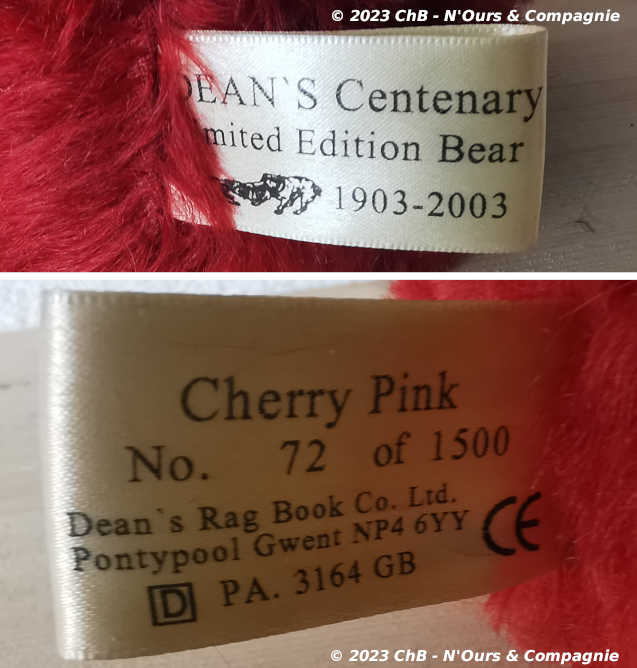 © 2023 ChB - N'Ours & Compagnie
DEAN`S Centenary
Limited Edition Bear
1903-2003
Cherry Pink
No. 72 of 1500
Dean`s Rag Book Co. Ltd.
Pontypool Gwent NP4 6YY
CE
D PA. 3164 GB
© 2023 ChB - N'Ours & Compagnie